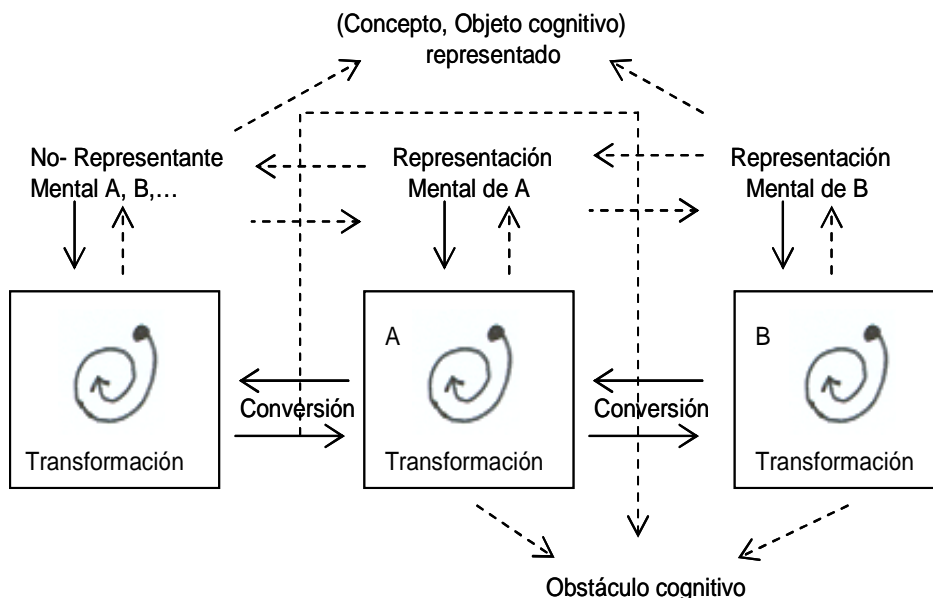 (Concepto, Objeto cognitivo)
representado
No- Representante
Mental A, B,...
Representación
Mental de A
Representación
Mental de B
A
B
Conversión
Conversión
Transformación
Transformación
Transformación
Obstáculo cognitivo